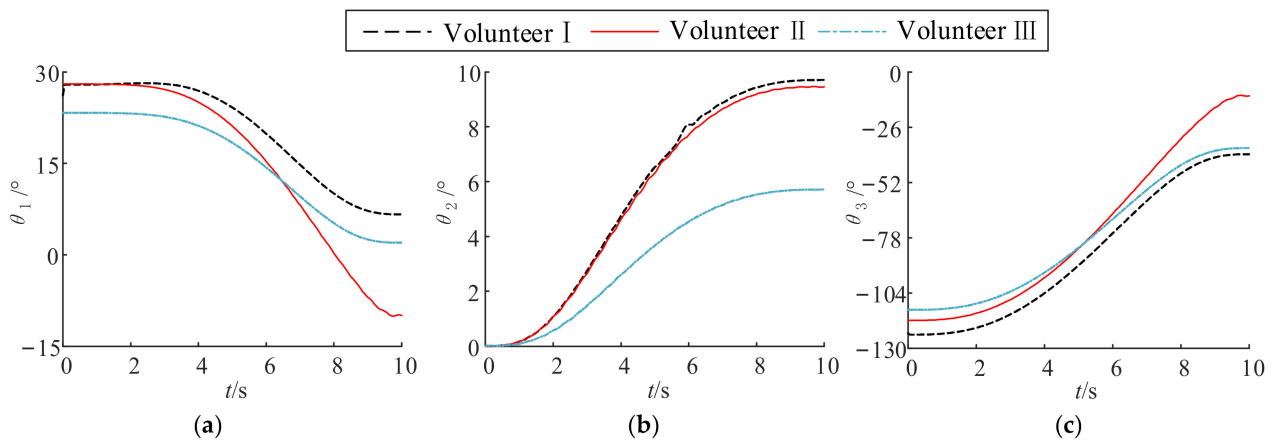 Volunteer Ⅰ Volunteer Ⅱ Volunteer Ⅲ
30
15
0
−15
θ1/°
0 2 4 6 8 10
t/s
(a)
10
8
6
4
2
0
θ2/°
0 2 4 6 8 10
t/s
(b)
0
−26
−52
−78
−104
−130
θ3/°
0 2 4 6 8 10
t/s
(c)